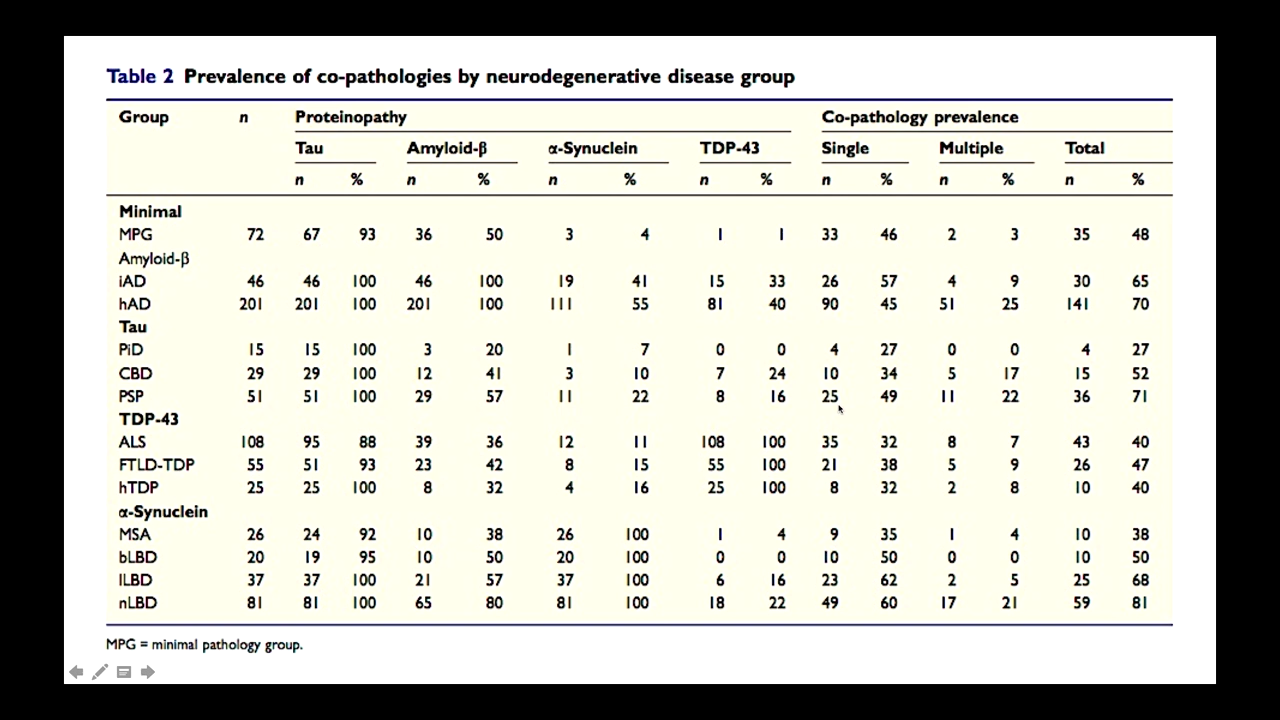 Table 2 Prevalence of co-pathologies by neurodegenerative disease group
Group n Proteinopathy Co-pathology prevalence
Tau Amyloid-β α-Synuclein TDP-43 Single Multiple Total
n % n % n % n % n % n % n %
Minimal
MPG 72 67 93 36 50 3 4 1 1 33 46 2 3 35 48
Amyloid-β
iAD 46 46 100 46 100 19 41 15 33 26 57 4 9 30 65
hAD 201 201 100 201 100 111 55 81 40 90 45 51 25 141 70
Tau
PiD 15 15 100 3 20 1 7 0 0 4 27 0 0 4 27
CBD 29 29 100 12 41 3 10 7 24 10 34 5 17 15 52
PSP 51 51 100 29 57 11 22 8 16 25 49 11 22 36 71
TDP-43
ALS 108 95 88 39 36 12 11 108 100 35 32 8 7 43 40
FTLD-TDP 55 51 93 23 42 8 15 55 100 21 38 5 9 26 47
hTDP 25 25 100 8 32 4 16 25 100 8 32 2 8 10 40
α-Synuclein
MSA 26 24 92 10 38 26 100 1 4 9 35 1 4 10 38
bLBD 20 19 95 10 50 20 100 0 0 10 50 0 0 10 50
lLBD 37 37 100 21 57 37 100 6 16 23 62 2 5 25 68
nLBD 81 81 100 65 80 81 100 18 22 49 60 17 21 59 81
MPG = minimal pathology group.